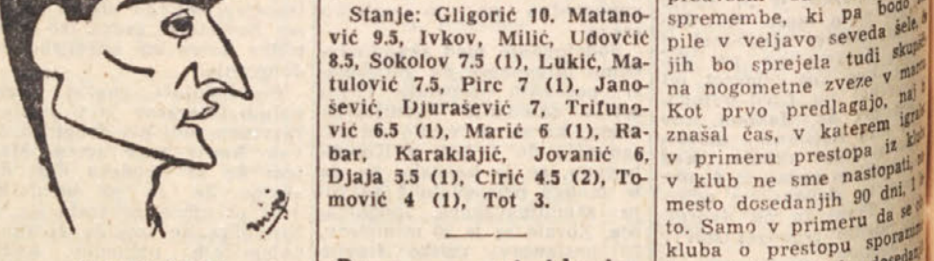 Stanje: Gligorić 10. Matano-
vić 9.5, Ivkov, Milić, Udovčić
8.5, Sokolov 7.5 (1), Lukić, Ma-
tulović 7.5, Pirc 7 (1), Jano-
šević, Djurašević 7, Trifuno-
vić 6.5 (1), Marić 6 (1), Ra-
bar, Karaklajić, Jovanić 6,
Djaja 5.5 (1), Cirić 4.5 (2), To-
mović 4 (1), Tot 3.
spremembe, ki pa bodo
pile v veljavo seveda šele,
jih bo sprejela tudi
na nogometne zveze v
Kot prvo predlagajo, naj
znašal čas, v katerem
v primeru prestopa iz
v klub ne sme nastopati,
mesto dosedanjih 90 dni,
to. Samo v primeru da se
kluba o prestopu